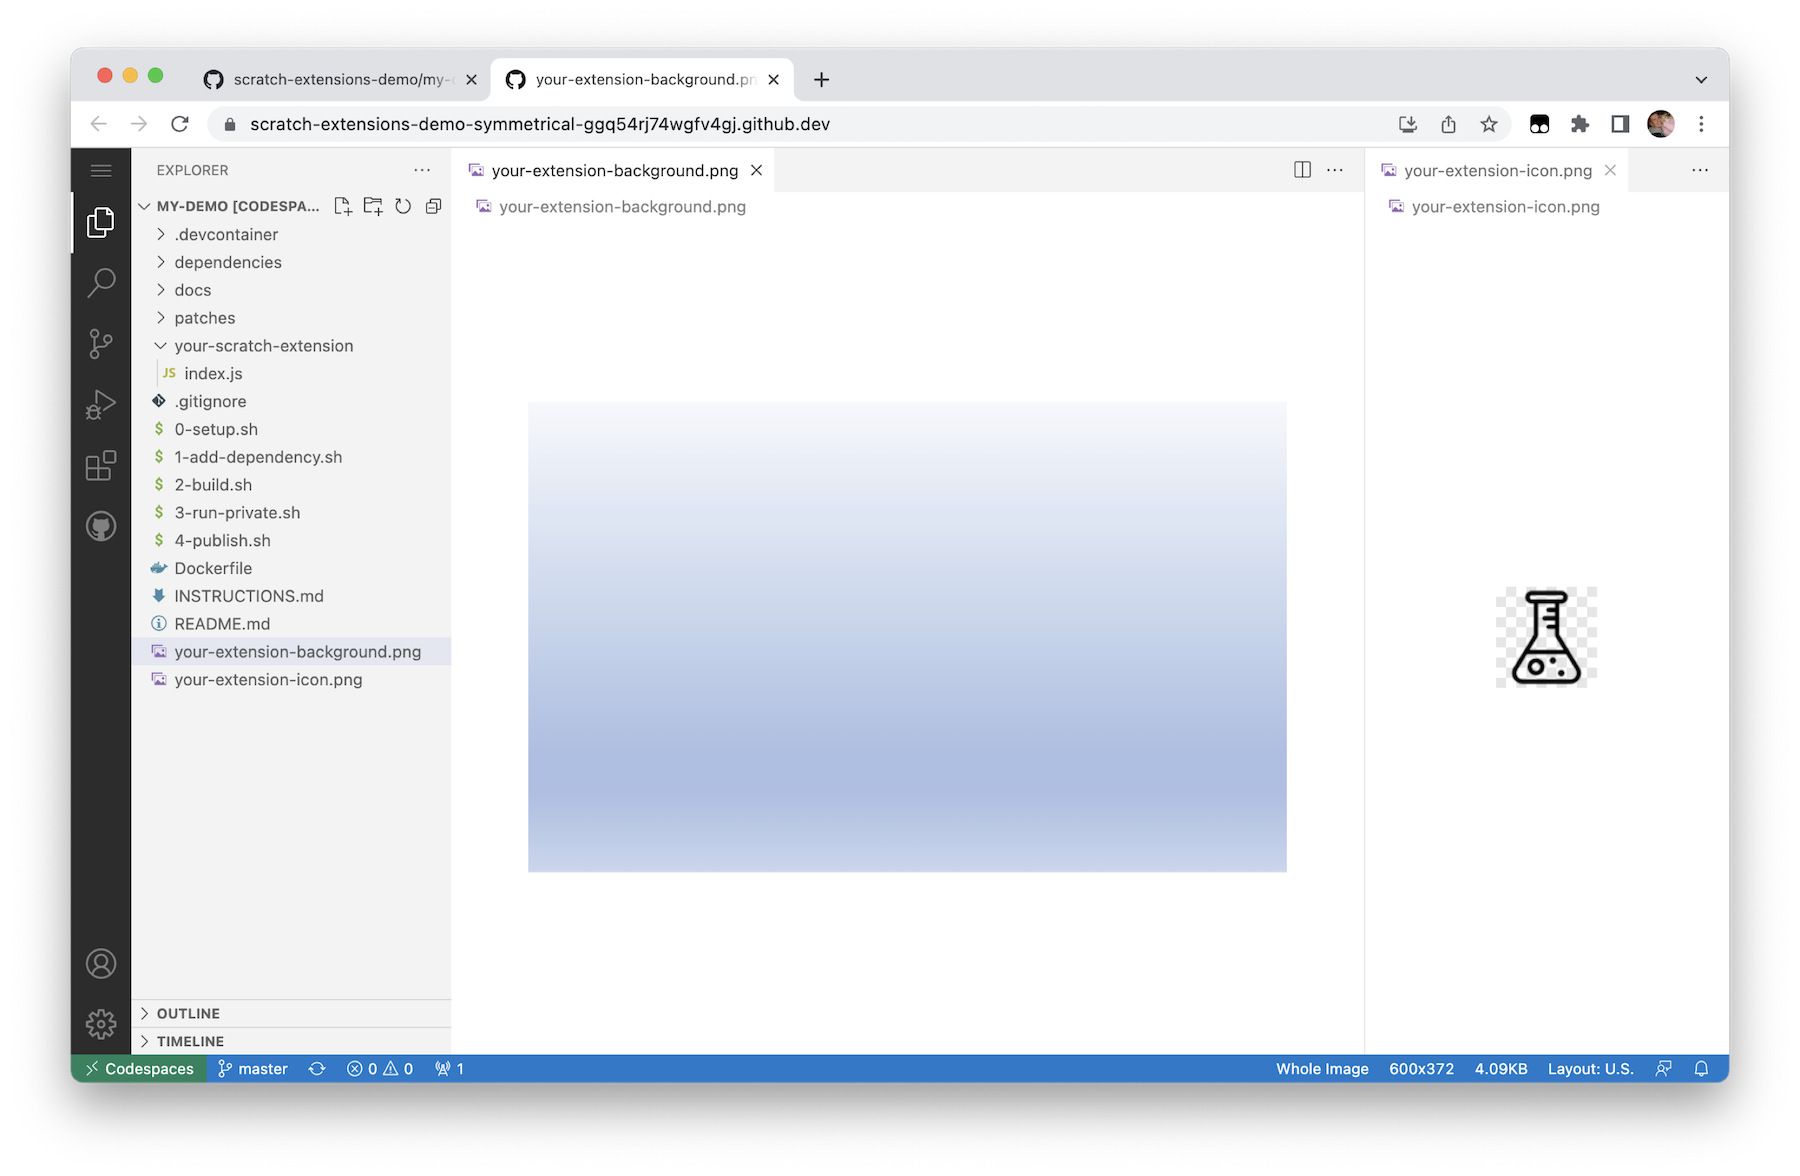 scratch-extensions-demo/my-
your-extension-background.pn
scratch-extensions-demo-symmetrical-ggq54rj74wgfv4gj.github.dev
EXPLORER
MY-DEMO [CODESPA...
.devcontainer
dependencies
docs
patches
your-scratch-extension
JS index.js
.gitignore
$ 0-setup.sh
$ 1-add-dependency.sh
$ 2-build.sh
$ 3-run-private.sh
$ 4-publish.sh
Dockerfile
INSTRUCTIONS.md
README.md
your-extension-background.png
your-extension-icon.png
OUTLINE
TIMELINE
your-extension-background.png
your-extension-background.png
your-extension-icon.png
your-extension-icon.png
Codespaces master 0 0 1 Whole Image 600x372 4.09KB Layout: U.S.